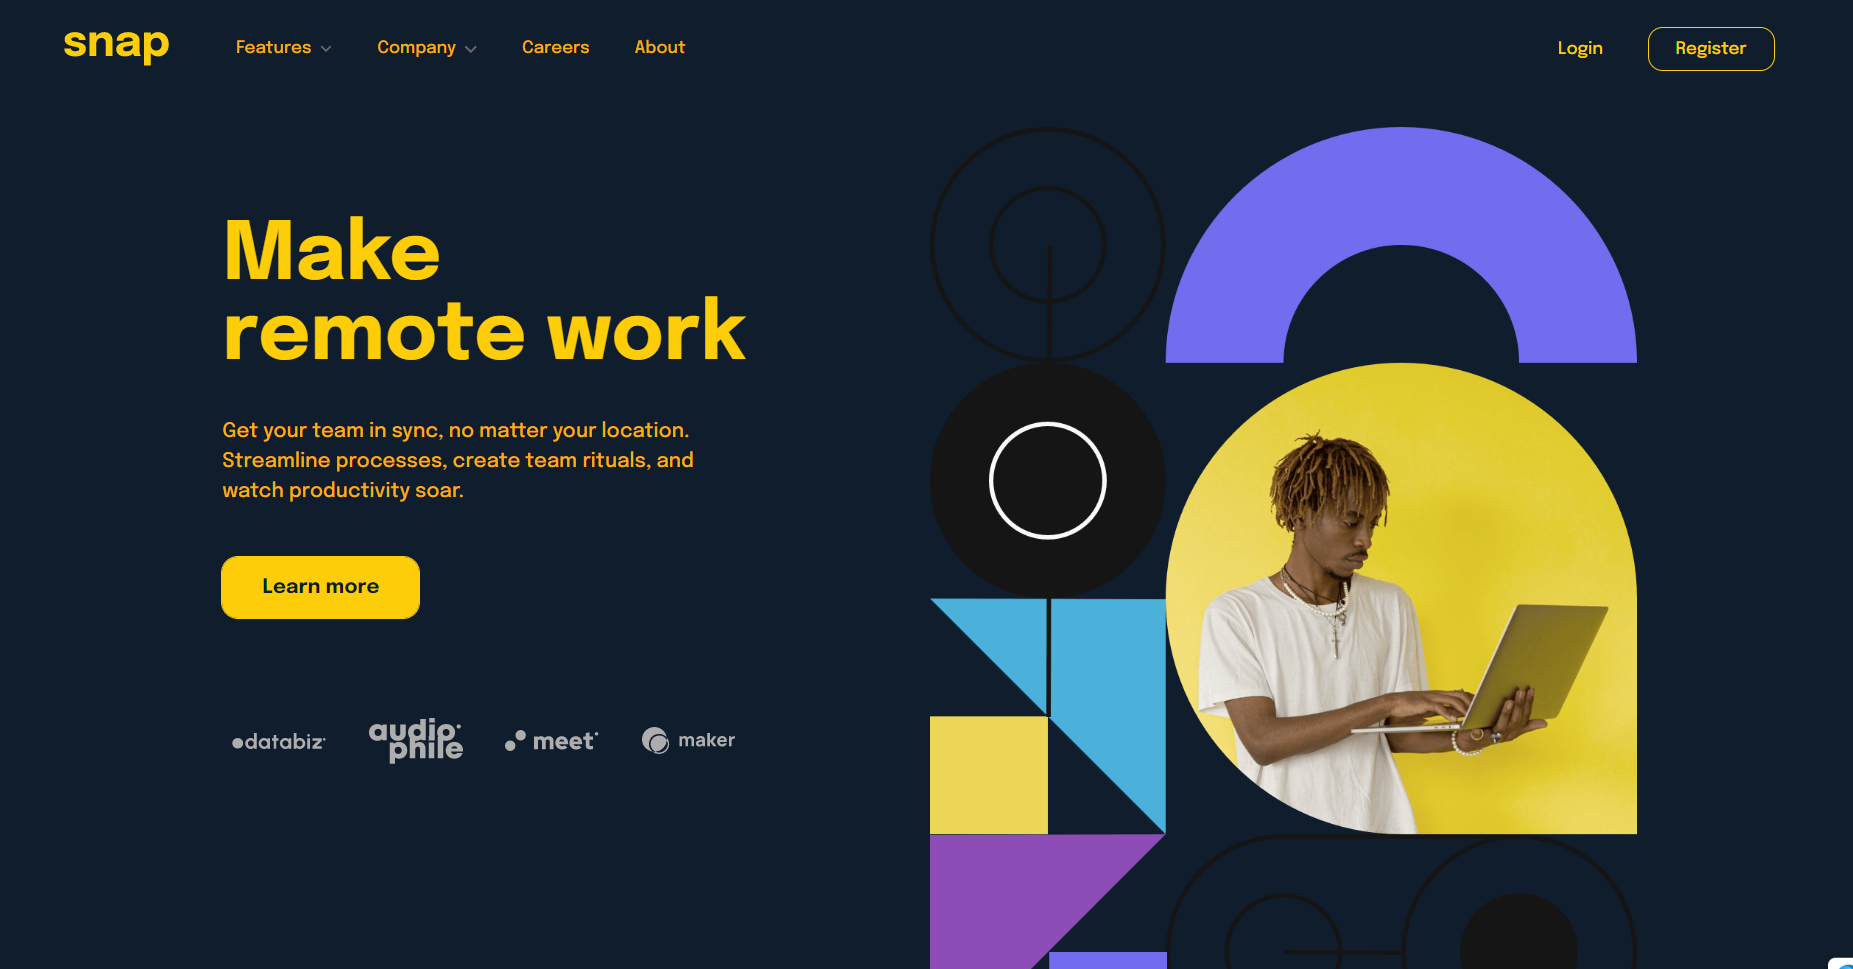 snap
Features
Company
Careers
About
Login
Register
Make
remote work
Get your team in sync, no matter your location.
Streamline processes, create team rituals, and
watch productivity soar.
Learn more
databiz
audiophile
meet
maker